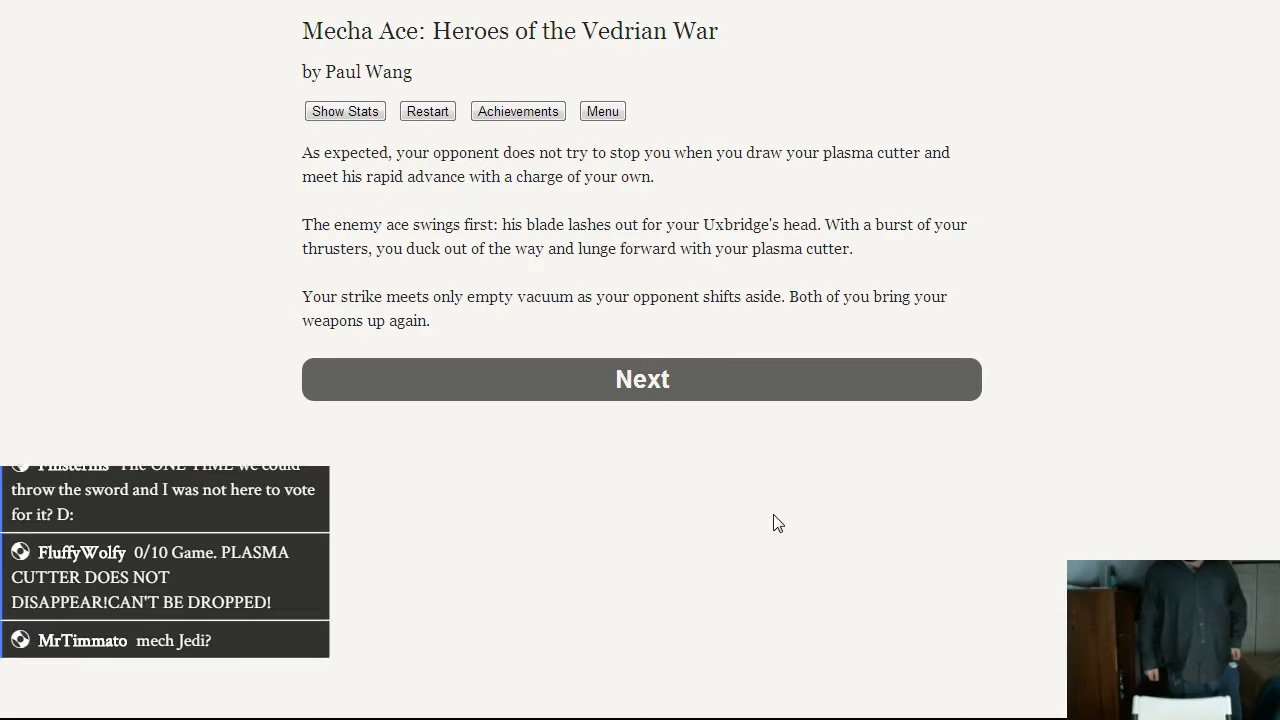 Mecha Ace: Heroes of the Vedrian War
by Paul Wang
Show Stats Restart Achievements Menu
As expected, your opponent does not try to stop you when you draw your plasma cutter and
meet his rapid advance with a charge of your own.
The enemy ace swings first: his blade lashes out for your Uxbridge's head. With a burst of your
thrusters, you duck out of the way and lunge forward with your plasma cutter.
Your strike meets only empty vacuum as your opponent shifts aside. Both of you bring your
weapons up again.
Next
The ONE TIME we could
throw the sword and I was not here to vote
for it? D:
FluffyWolfy 0/10 Game. PLASMA
CUTTER DOES NOT
DISAPPEAR!CAN'T BE DROPPED!
MrTimmato mech Jedi?